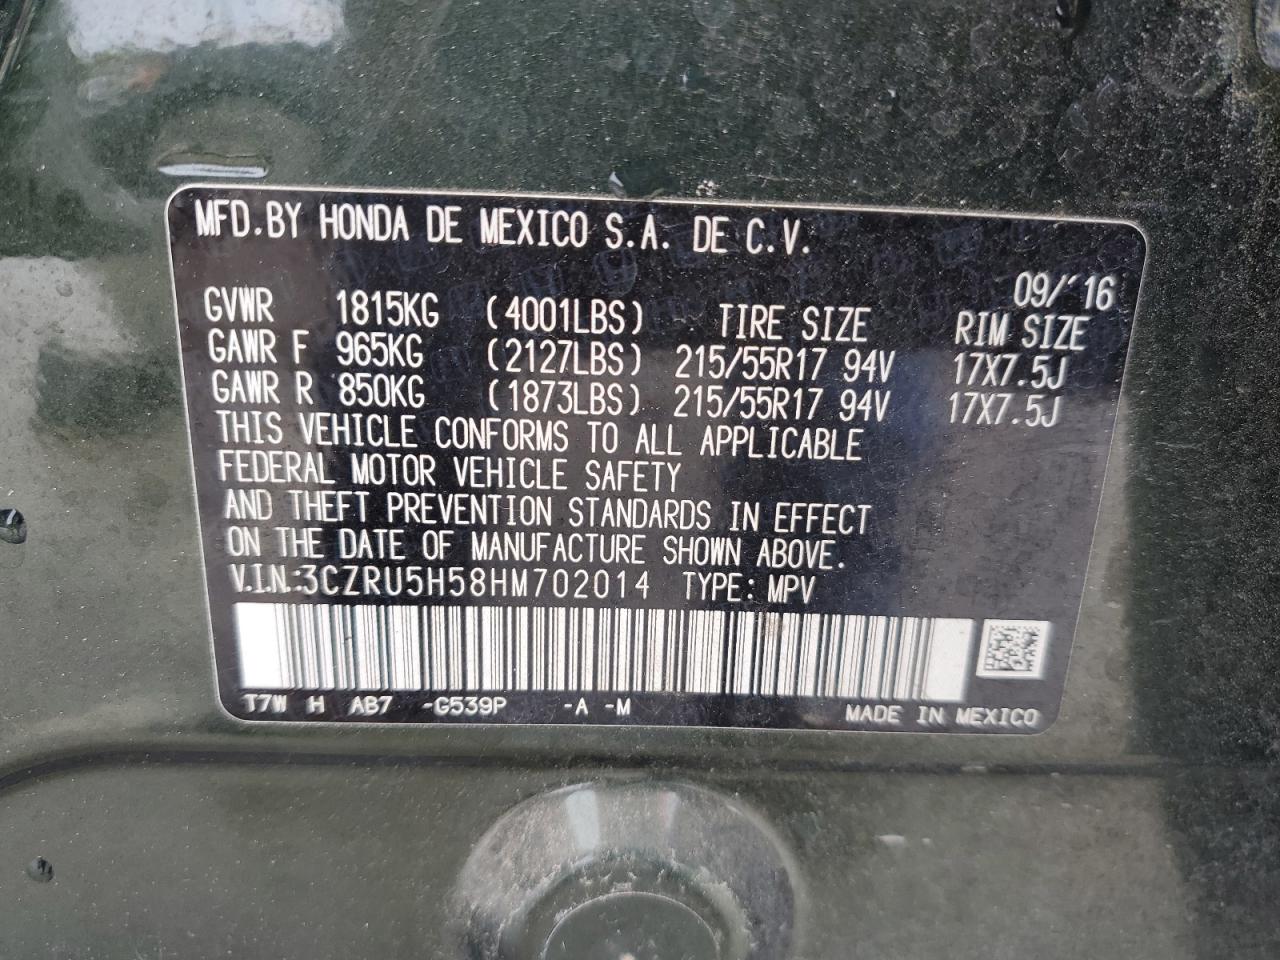 MFD.BY HONDA DE MEXICO S.A. DE C.V.
09/'16
GVWR 1815KG (4001LBS) TIRE SIZE RIM SIZE
GAWR F 965KG (2127LBS) 215/55R17 94V 17X7.5J
GAWR R 850KG (1873LBS) 215/55R17 94V 17X7.5J
THIS VEHICLE CONFORMS TO ALL APPLICABLE
FEDERAL MOTOR VEHICLE SAFETY
AND THEFT PREVENTION STANDARDS IN EFFECT
ON THE DATE OF MANUFACTURE SHOWN ABOVE.
V.I.N.:3CZRU5H58HM702014 TYPE: MPV
T7W H AB7 -G539P -A -M
MADE IN MEXICO